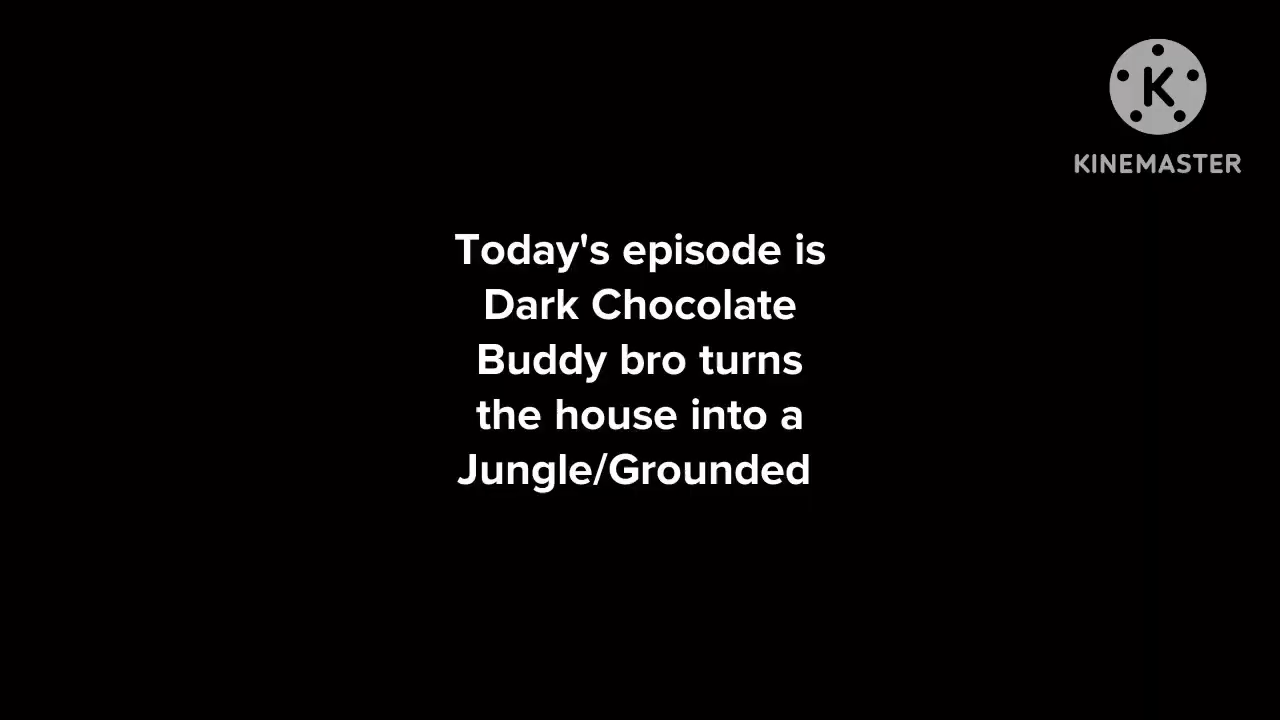 K
KINEMASTER
Today's episode is
Dark Chocolate
Buddy bro turns
the house into a
Jungle/Grounded